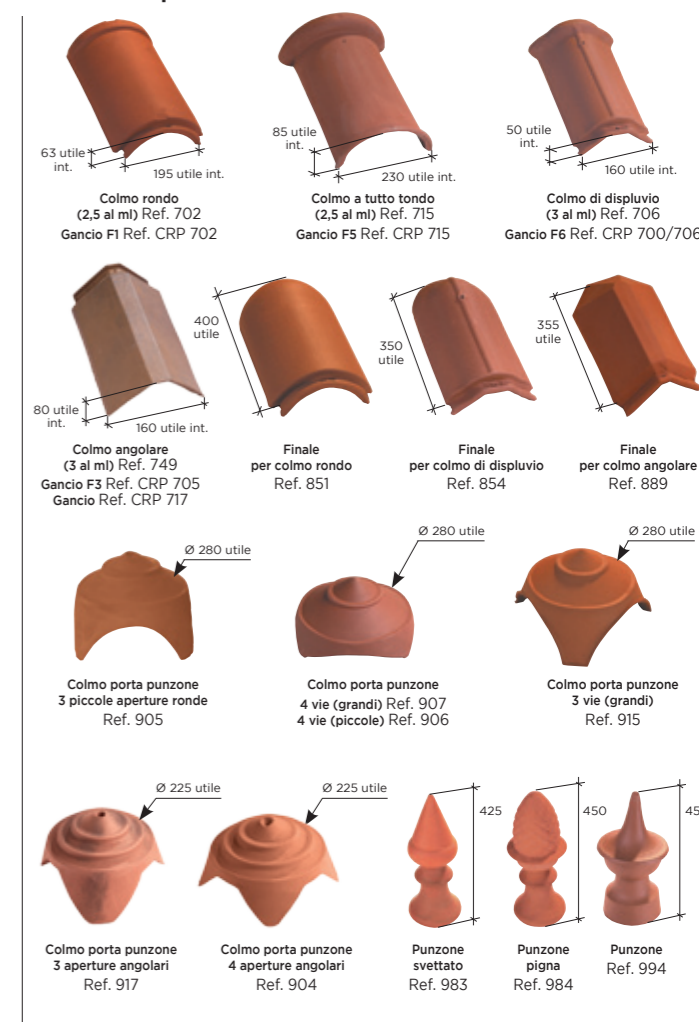 63 utile
int.
195 utile int.
Colmo rondo
(2,5 al ml) Ref. 702
Gancio F1 Ref. CRP 702
85 utile
int.
230 utile int.
Colmo a tutto tondo
(2,5 al ml) Ref. 715
Gancio F5 Ref. CRP 715
50 utile
int.
160 utile int.
Colmo di displuvio
(3 al ml) Ref. 706
Gancio F6 Ref. CRP 700/706
80 utile
int.
160 utile int.
Colmo angolare
(3 al ml) Ref. 749
Gancio F3 Ref. CRP 705
Gancio Ref. CRP 717
400
utile
Finale
per colmo rondo
Ref. 851
350
utile
Finale
per colmo di displuvio
Ref. 854
355
utile
Finale
per colmo angolare
Ref. 889
Ø 280 utile
Colmo porta punzone
3 piccole aperture ronde
Ref. 905
Ø 280 utile
Colmo porta punzone
4 vie (grandi) Ref. 907
4 vie (piccole) Ref. 906
Ø 280 utile
Colmo porta punzone
3 vie (grandi)
Ref. 915
Ø 225 utile
Colmo porta punzone
3 aperture angolari
Ref. 917
Ø 225 utile
Colmo porta punzone
4 aperture angolari
Ref. 904
425
Punzone
svettato
Ref. 983
450
Punzone
pigna
Ref. 984
Punzone
Ref. 994